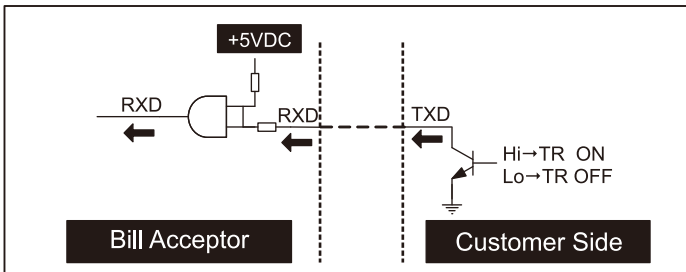 +5VDC
RXD
RXD
TXD
Hi→TR ON
Lo→TR OFF
Bill Acceptor
Customer Side